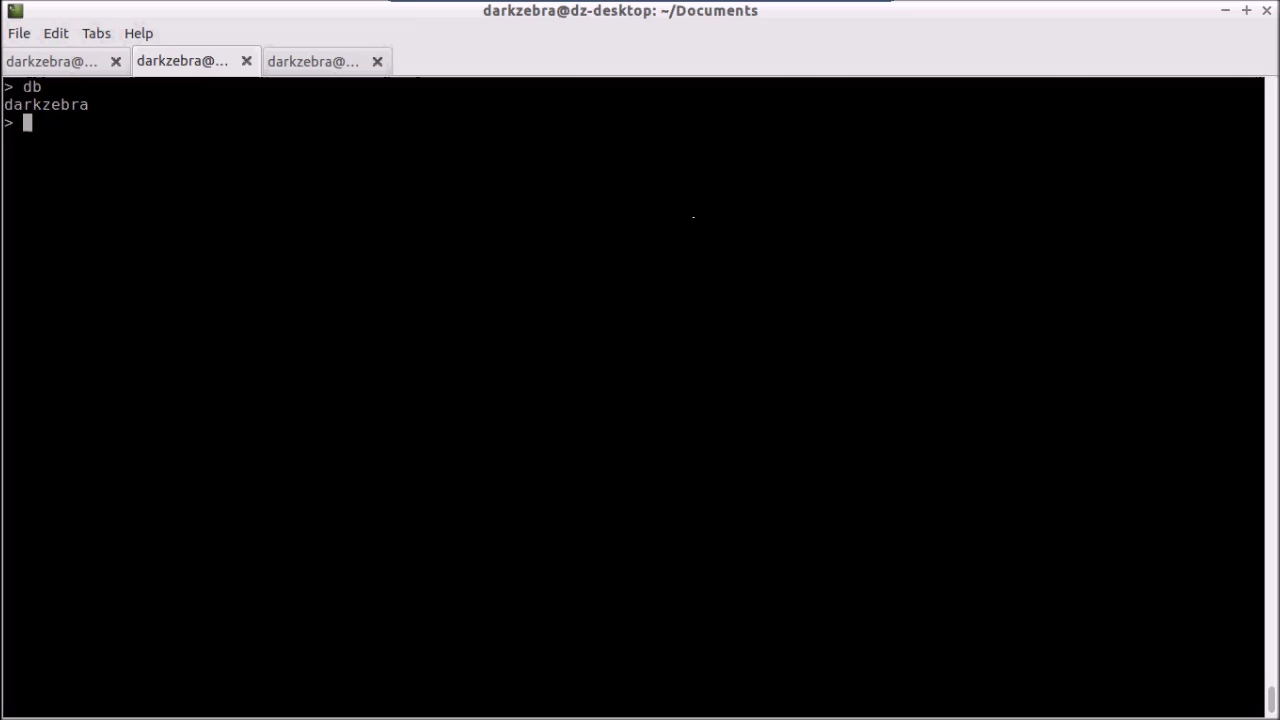 darkzebra@dz-desktop: ~/Documents
File Edit Tabs Help
darkzebra@... darkzebra@... darkzebra@...
> db
darkzebra
>